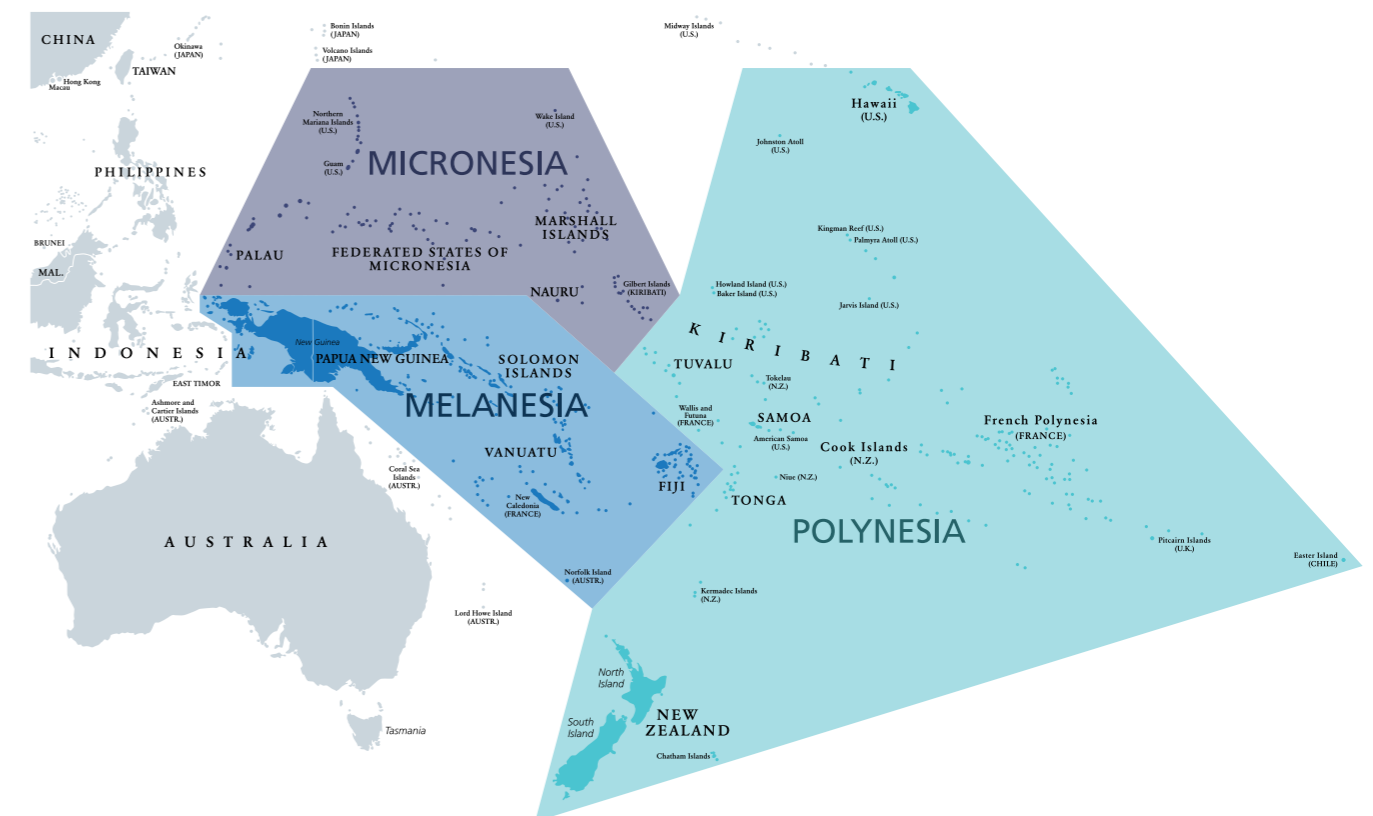 CHINA
Okinawa
(JAPAN)
Bonin Islands
(JAPAN)
Volcano Islands
(JAPAN)
Midway Islands
(U.S.)
TAIWAN
Hong Kong
Macau
Hawaii
(U.S.)
Northern
Mariana Islands
(U.S.)
Wake Island
(U.S.)
Johnston Atoll
(U.S.)
Guam
(U.S.)
MICRONESIA
PHILIPPINES
MARSHALL
ISLANDS
Kingman Reef (U.S.)
Palmyra Atoll (U.S.)
BRUNEI
MAL.
PALAU
FEDERATED STATES OF
MICRONESIA
NAURU
Gilbert Islands
(KIRIBATI)
Howland Island (U.S.)
Baker Island (U.S.)
Jarvis Island (U.S.)
KIRIBATI
INDONESIA
New Guinea
PAPUA NEW GUINEA
SOLOMON
ISLANDS
TUVALU
EAST TIMOR
Tokelau
(N.Z.)
Ashmore and
Cartier Islands
(AUSTR.)
MELANESIA
Wallis and
Futuna
(FRANCE)
SAMOA
American Samoa
(U.S.)
Cook Islands
(N.Z.)
French Polynesia
(FRANCE)
VANUATU
Coral Sea
Islands
(AUSTR.)
New
Caledonia
(FRANCE)
FIJI
Niue (N.Z.)
TONGA
POLYNESIA
AUSTRALIA
Pitcairn Islands
(U.K.)
Easter Island
(CHILE)
Norfolk Island
(AUSTR.)
Kermadec Islands
(N.Z.)
Lord Howe Island
(AUSTR.)
North
Island
South
Island
NEW
ZEALAND
Tasmania
Chatham Islands